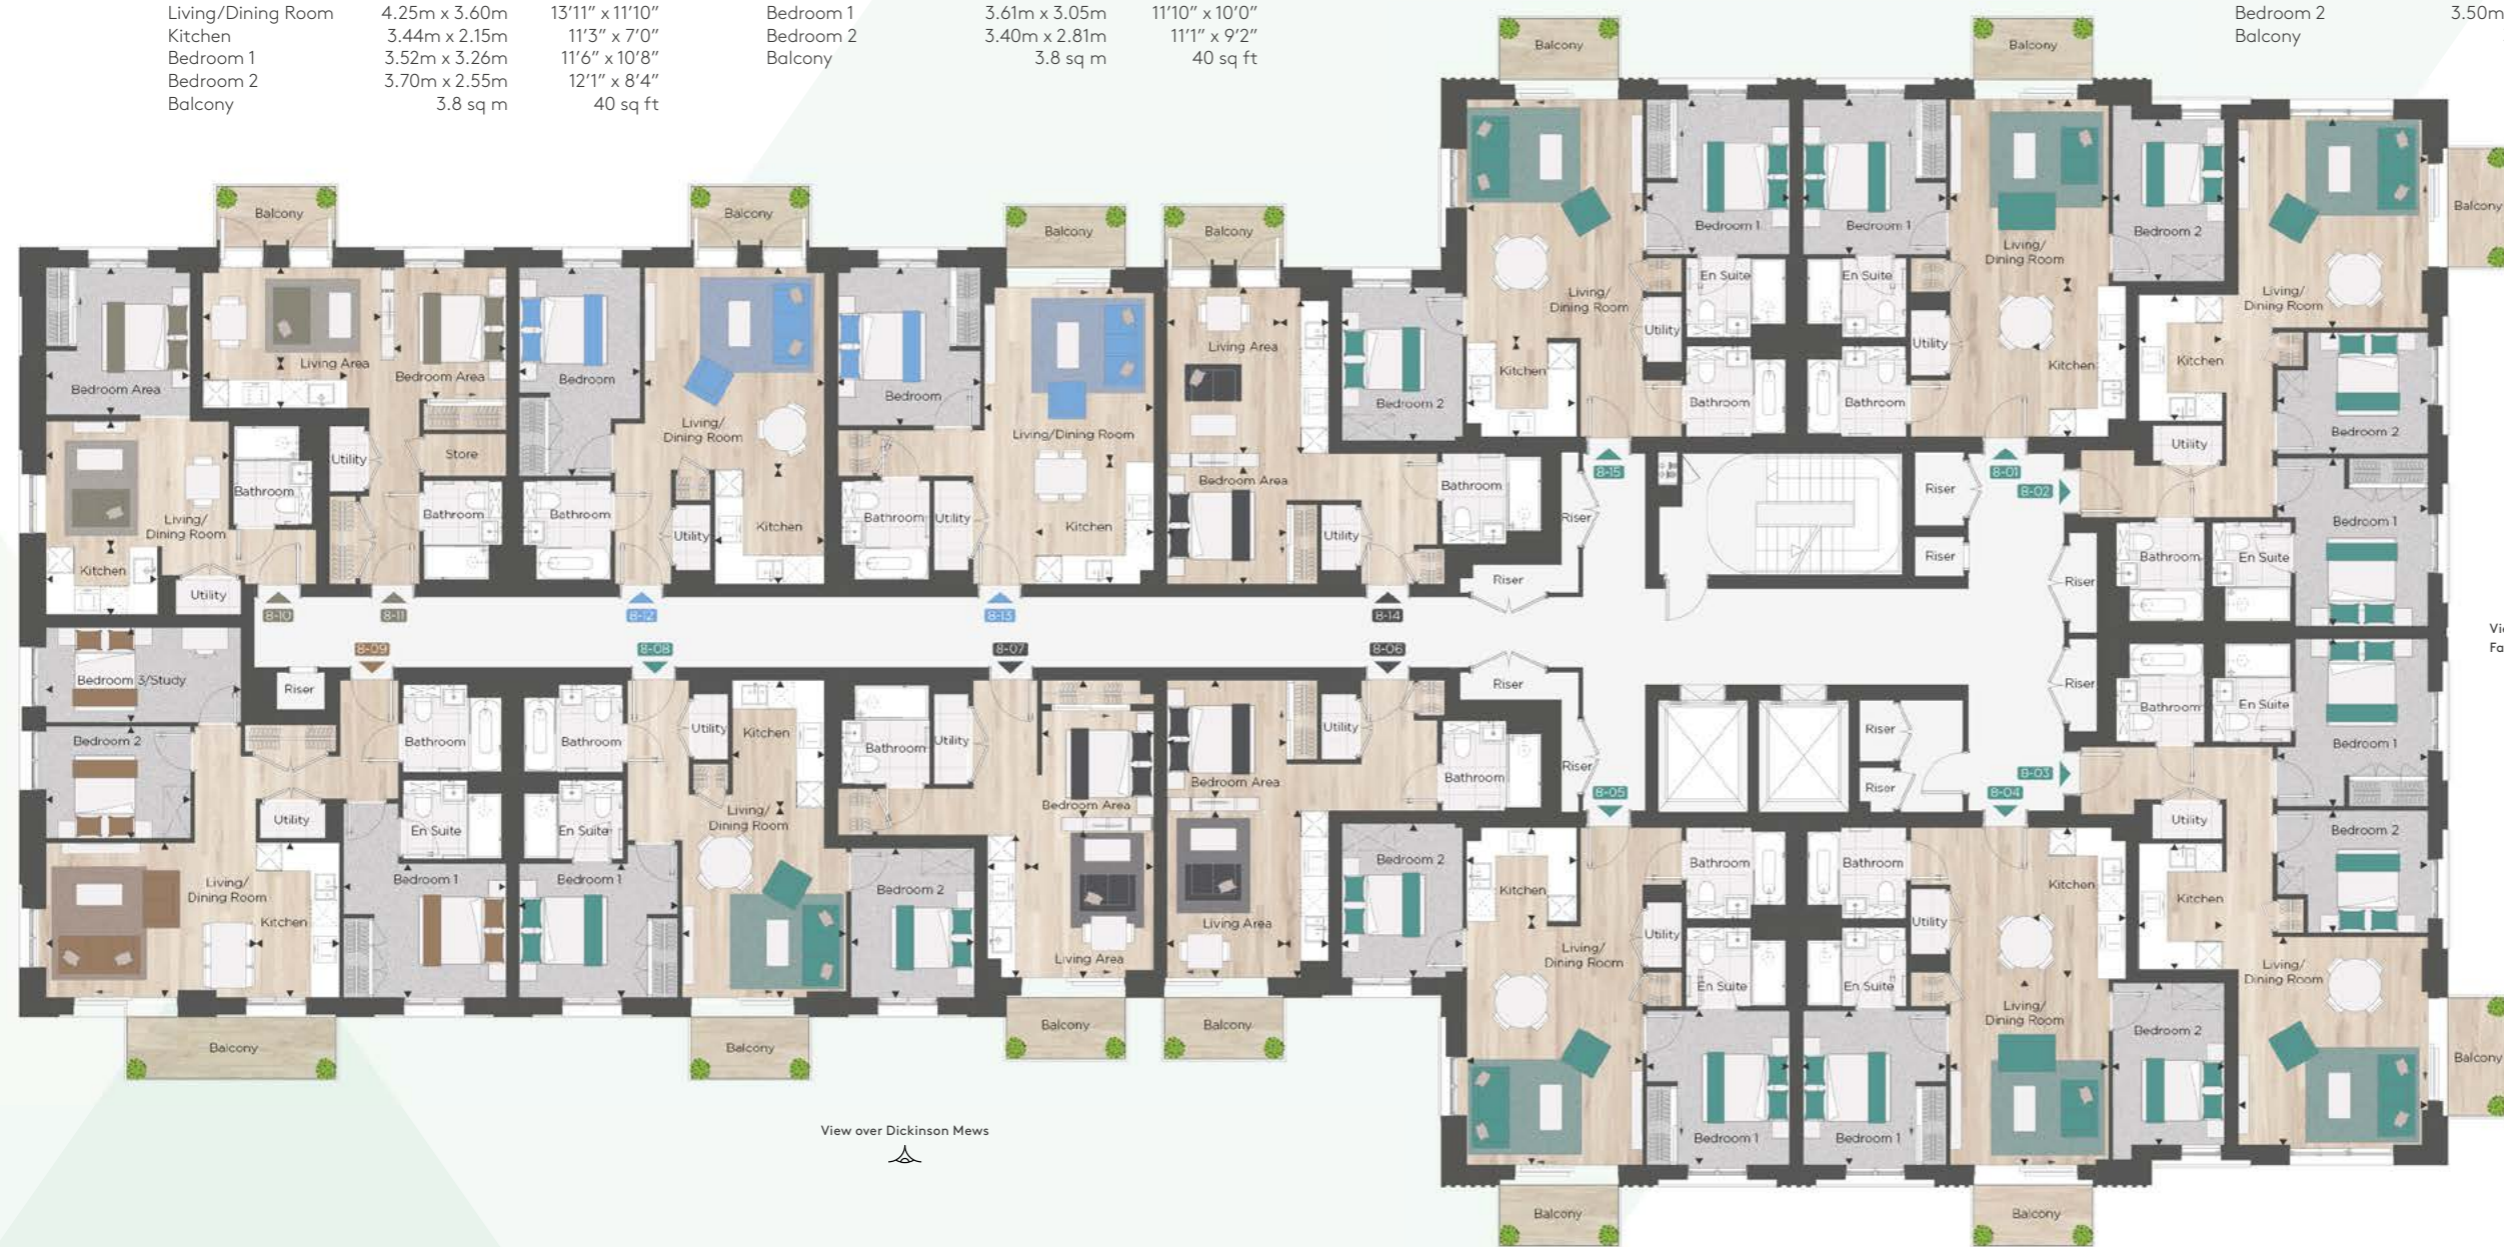 Living/Dining Room 4.25m x 3.60m 13'11" x 11'10"
Kitchen 3.44m x 2.15m 11'3" x 7'0"
Bedroom 1 3.52m x 3.26m 11'6" x 10'8"
Bedroom 2 3.70m x 2.55m 12'1" x 8'4"
Balcony 3.8 sq m 40 sq ft
Bedroom 1 3.61m x 3.05m 11'10" x 10'0"
Bedroom 2 3.40m x 2.81m 11'1" x 9'2"
Balcony 3.8 sq m 40 sq ft
Bedroom 2 3.50m
Balcony
Balcony
Balcony
Balcony
Balcony
Balcony
Balcony
Balcony
Bedroom Area
Living Area
Bedroom Area
Living/
Dining Room
Kitchen
Bathroom
Utility
Utility
Store
Bathroom
Bedroom
Bathroom
Living/
Dining Room
Utility
Kitchen
Bedroom
Bathroom
Utility
Living/Dining Room
Kitchen
Living Area
Bedroom Area
Utility
Bedroom 2
Bathroom
Living/
Dining Room
Kitchen
Bedroom 1
En Suite
Utility
Bathroom
Bedroom 1
En Suite
Utility
Bathroom
Living/
Dining Room
Kitchen
Bedroom 2
Living/
Dining Room
Kitchen
Utility
Bedroom 2
Bedroom 1
Bathroom
En Suite
Riser
Riser
Riser
Riser
Riser
8-10
8-11
8-12
8-13
8-14
8-15
8-01
8-02
8-09
8-08
8-07
8-06
8-05
8-04
8-03
Vi
Fa
Bedroom 3/Study
Riser
Bedroom 2
Bathroom
Utility
En Suite
Living/
Dining Room
Kitchen
Bedroom 1
Bathroom
Utility
Kitchen
En Suite
Living/
Dining Room
Bedroom 1
Bedroom 2
Bathroom
Utility
Bedroom Area
Living Area
Bedroom Area
Living Area
Utility
Bathroom
Bedroom 2
Riser
Riser
Riser
Riser
Riser
Kitchen
Living/
Dining Room
Bathroom
Utility
En Suite
Bedroom 1
Bathroom
Utility
En Suite
Bedroom 1
Kitchen
Living/
Dining Room
Bedroom 2
Bathroom
En Suite
Bedroom 1
Utility
Bedroom 2
Kitchen
Living/
Dining Room
Balcony
Balcony
Balcony
Balcony
Balcony
Balcony
Balcony
View over Dickinson Mews